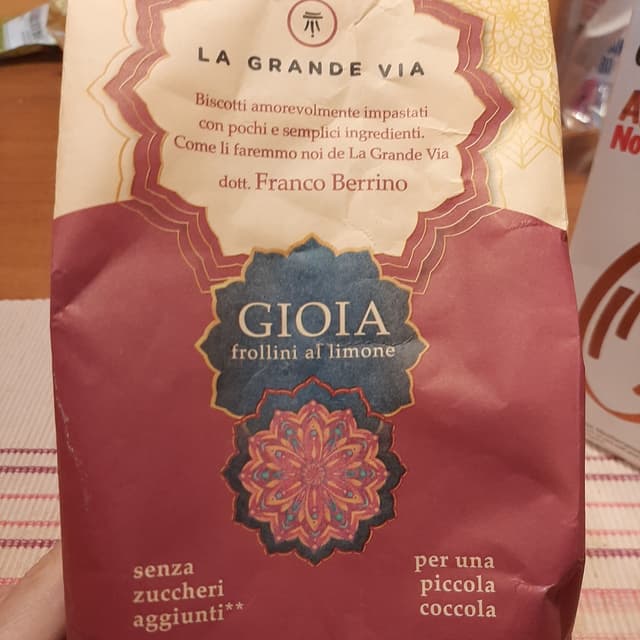 LA GRANDE VIA
Biscotti amorevolmente impastati
con pochi e semplici ingredienti.
Come li faremmo noi de La Grande Via
dott. Franco Berrino
GIOIA
frollini al limone
senza
zuccheri
aggiunti**
per una
piccola
coccola
No